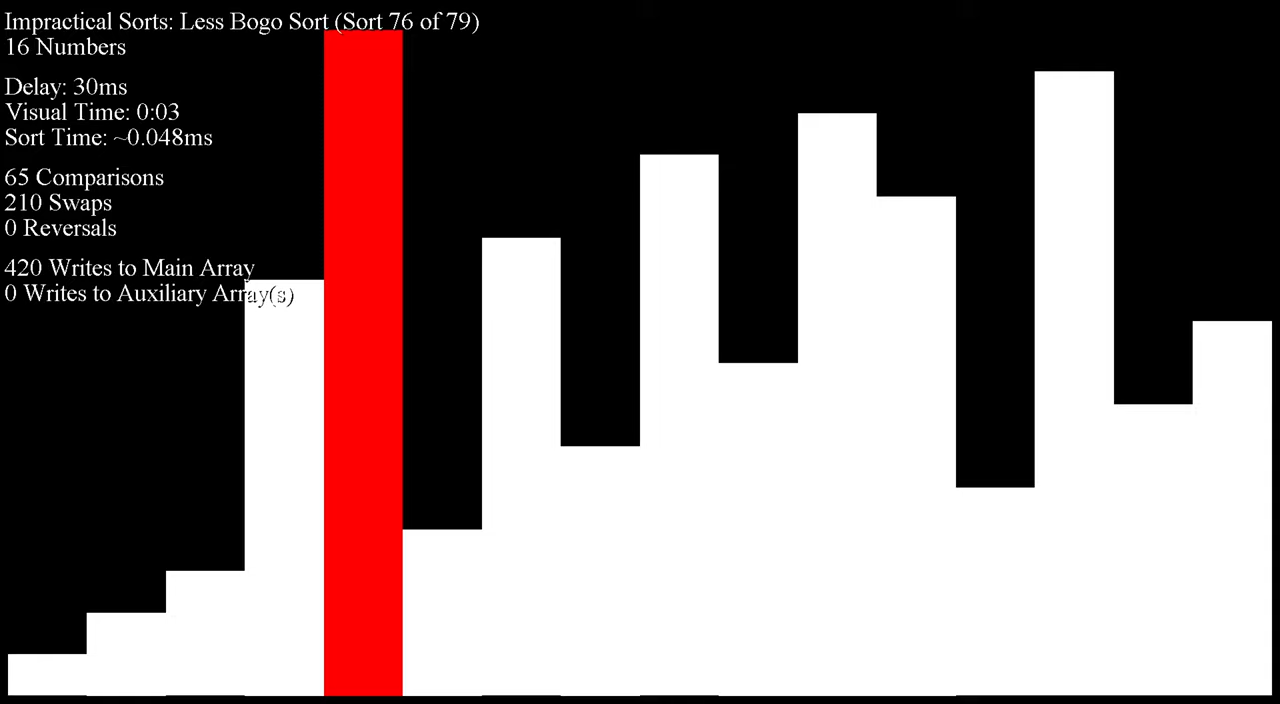 Impractical Sorts: Less Bogo Sort (Sort 76 of 79)
16 Numbers
Delay: 30ms
Visual Time: 0:03
Sort Time: ~0.048ms
65 Comparisons
210 Swaps
0 Reversals
420 Writes to Main Array
0 Writes to Auxiliary Array(s)